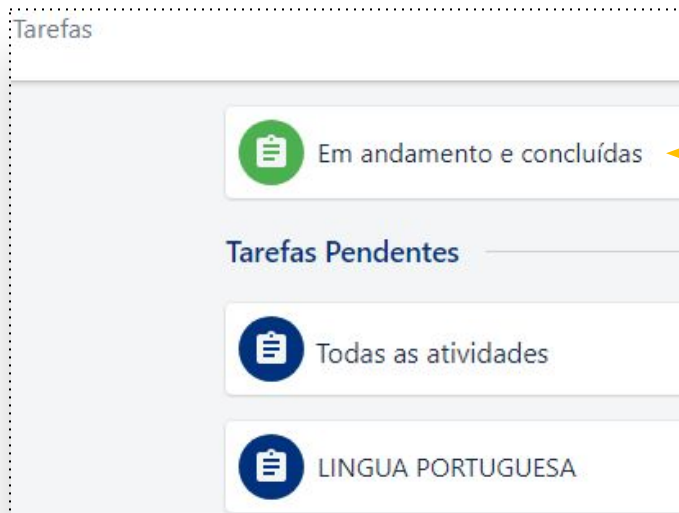 Tarefas
Em andamento e concluídas
Tarefas Pendentes
Todas as atividades
LINGUA PORTUGUESA